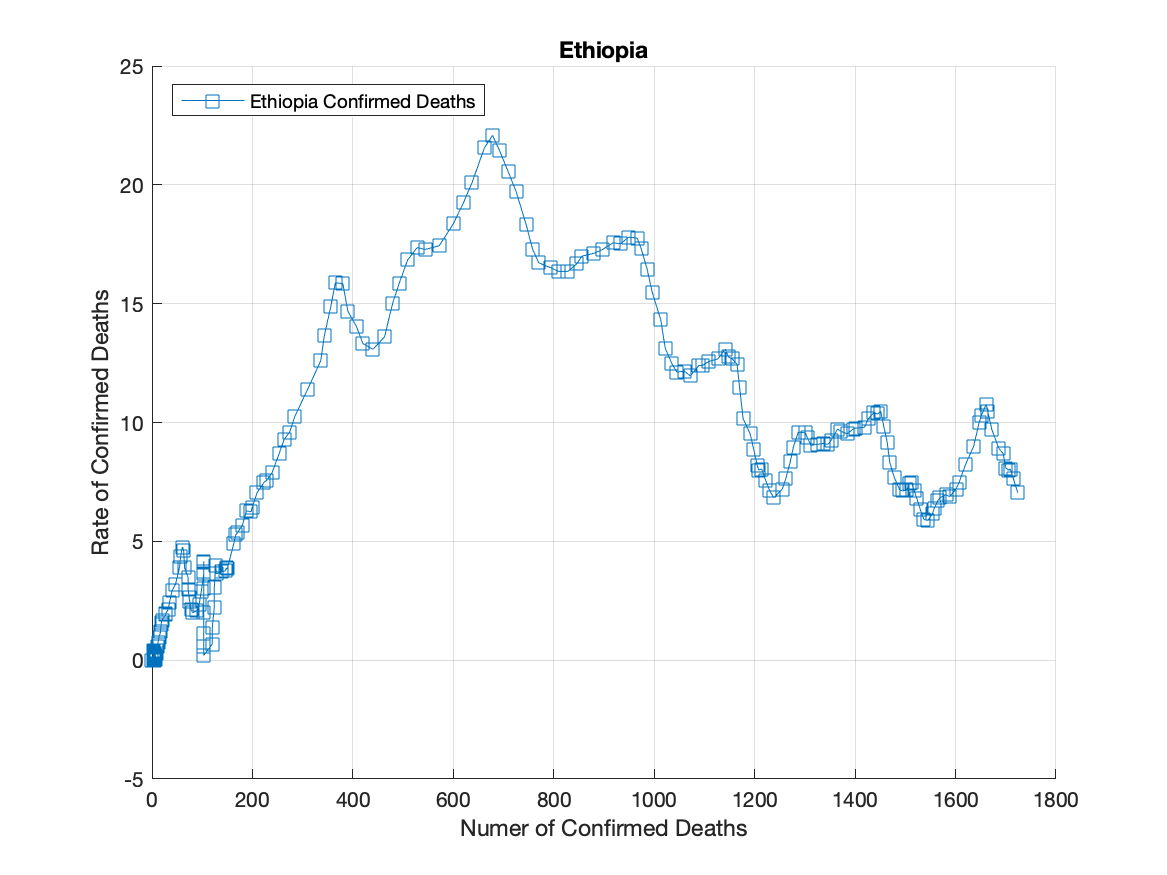 Ethiopia
Ethiopia Confirmed Deaths
25
20
15
10
5
0
-5
Rate of Confirmed Deaths
0 200 400 600 800 1000 1200 1400 1600 1800
Numer of Confirmed Deaths